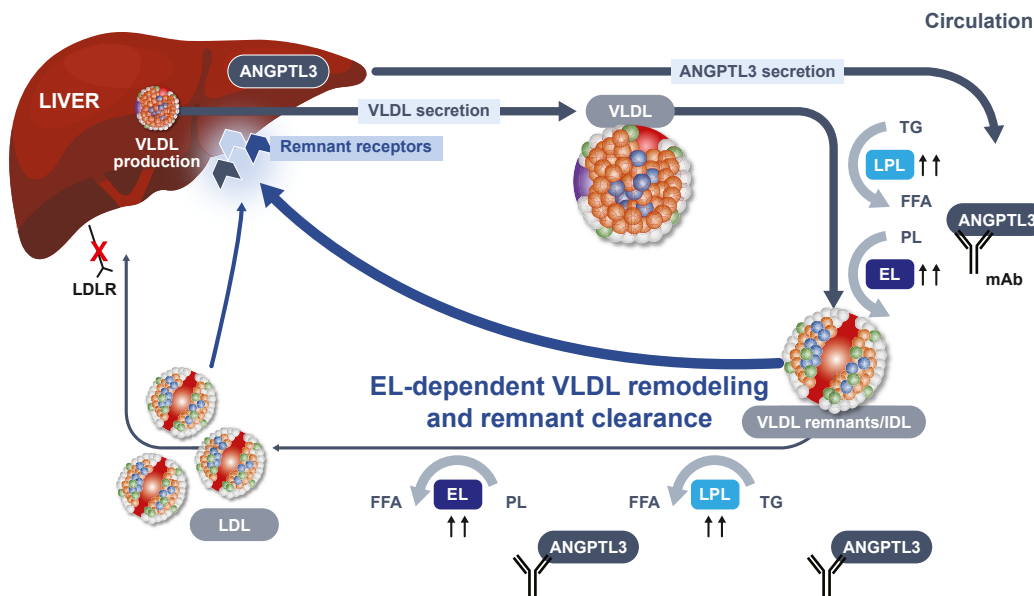 Circulation
ANGPTL3
ANGPTL3 secretion
LIVER
VLDL secretion
VLDL
VLDL
production
Remnant receptors
TG
LPL
FFA
ANGPTL3
PL
EL
mAb
X
LDLR
EL-dependent VLDL remodeling
and remnant clearance
VLDL remnants/IDL
LDL
FFA
EL
PL
FFA
LPL
TG
ANGPTL3
ANGPTL3